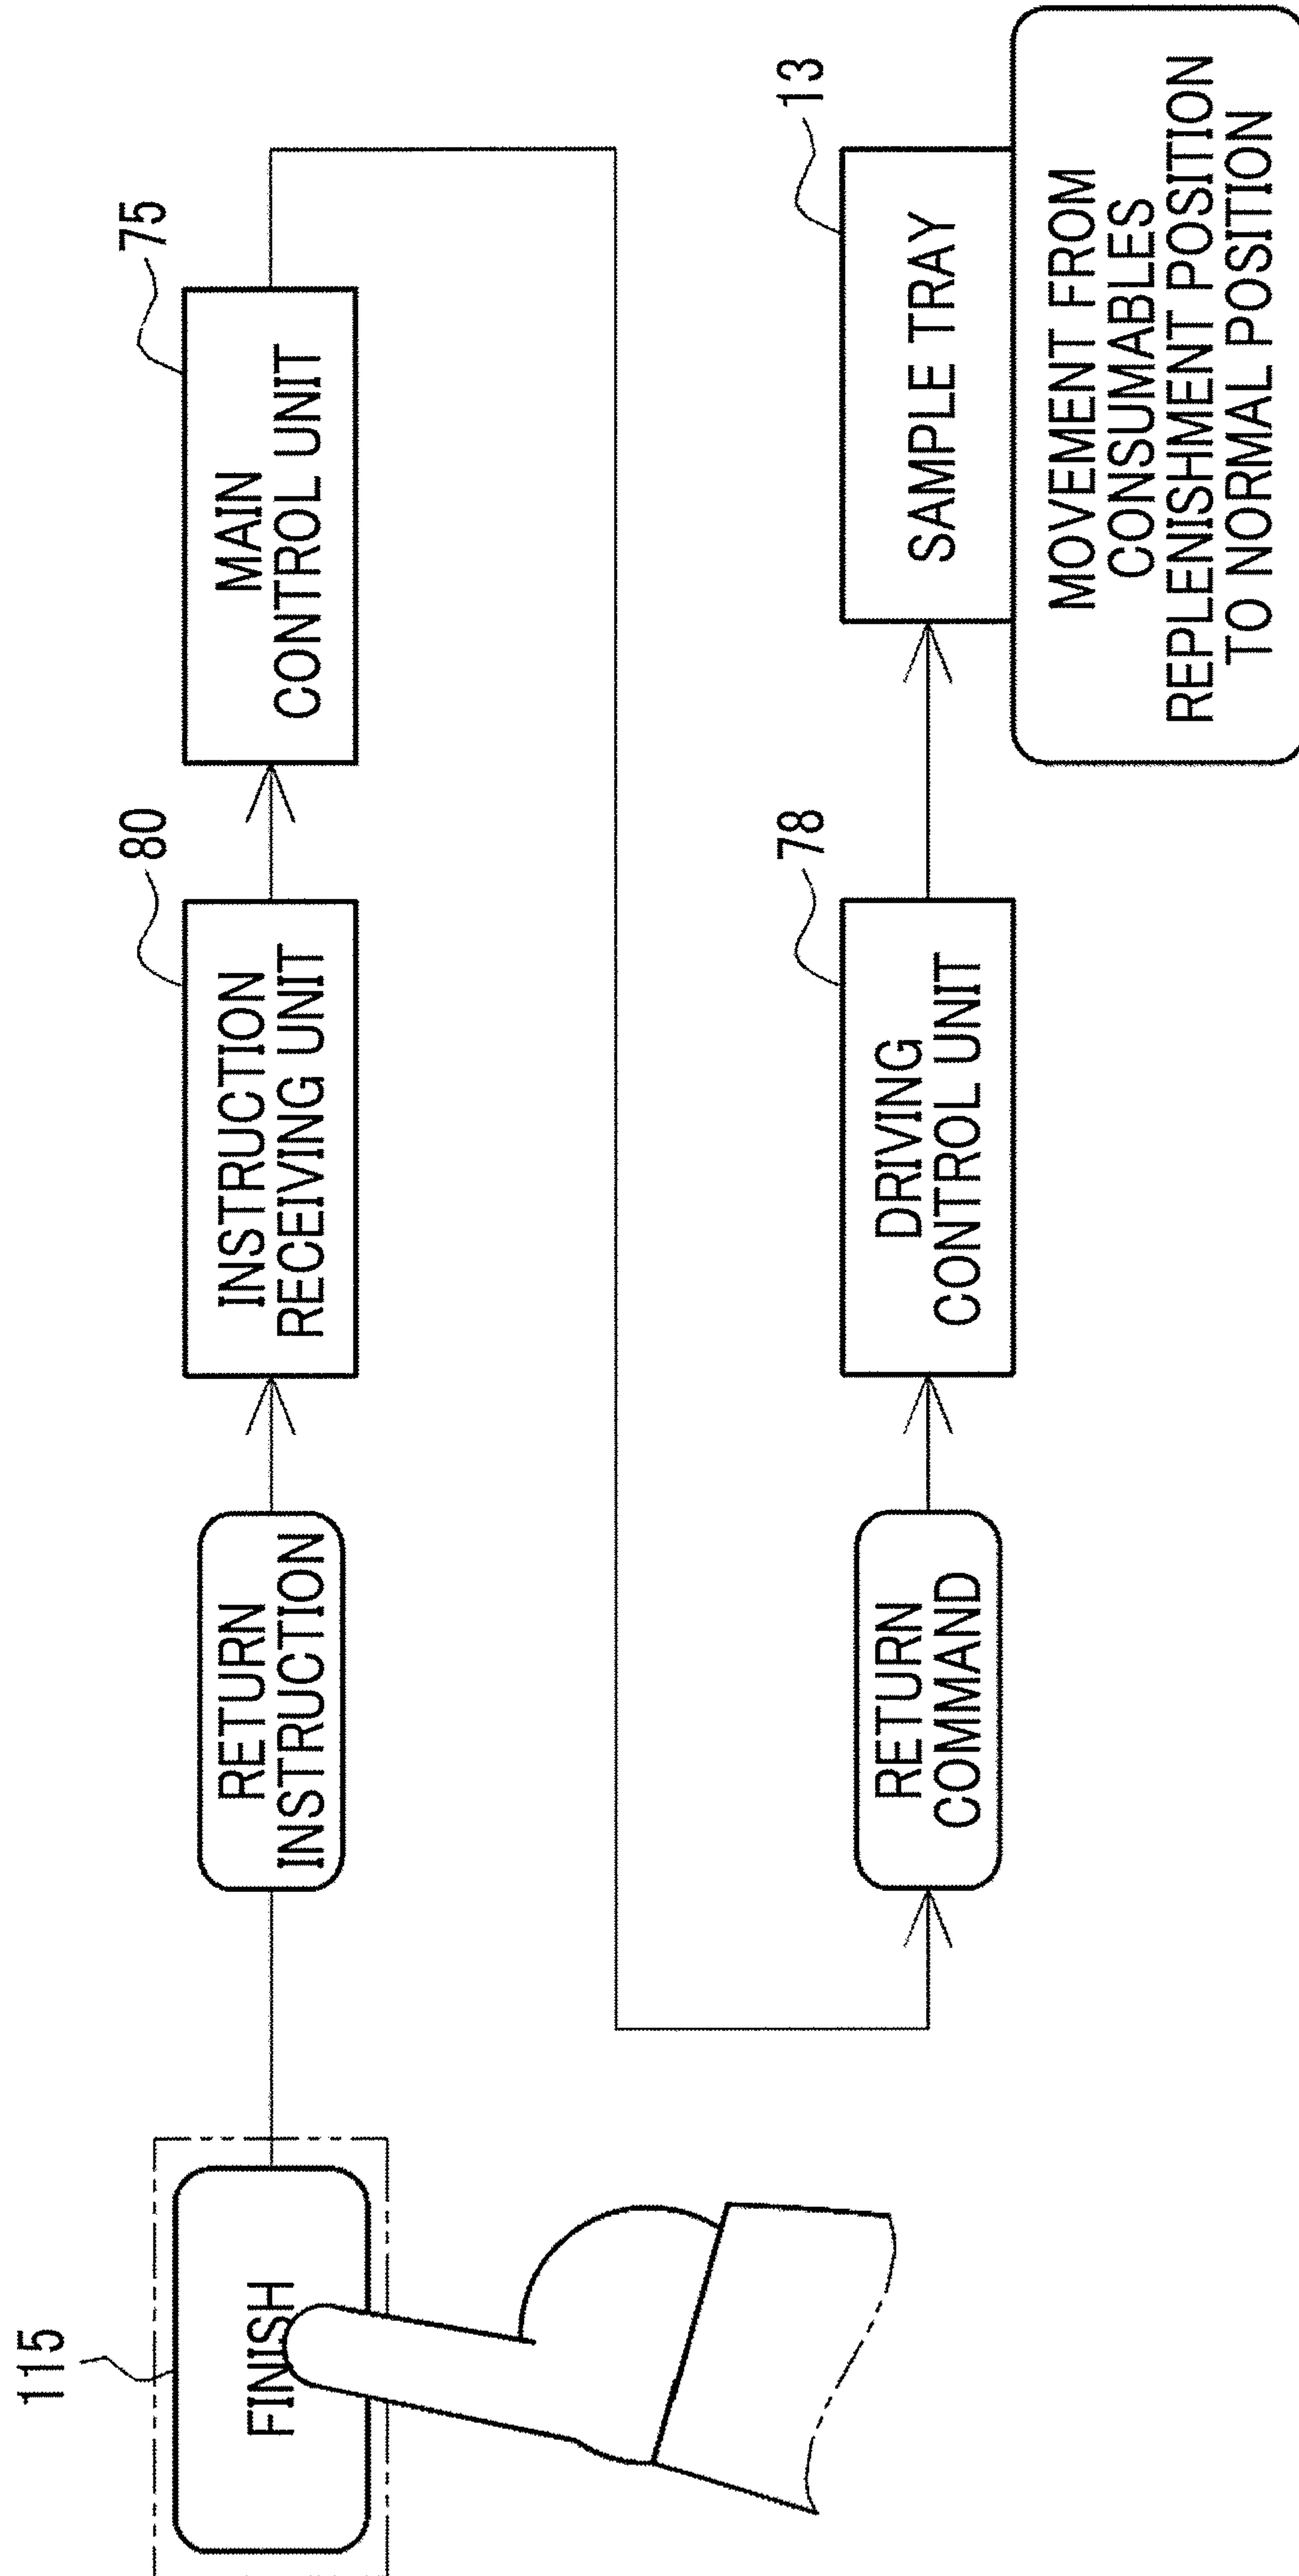 115
FINISH
RETURN
INSTRUCTION
80
INSTRUCTION
RECEIVING UNIT
75
MAIN
CONTROL UNIT
RETURN
COMMAND
78
DRIVING
CONTROL UNIT
13
SAMPLE TRAY
MOVEMENT FROM
CONSUMABLES
REPLENISHMENT POSITION
TO NORMAL POSITION